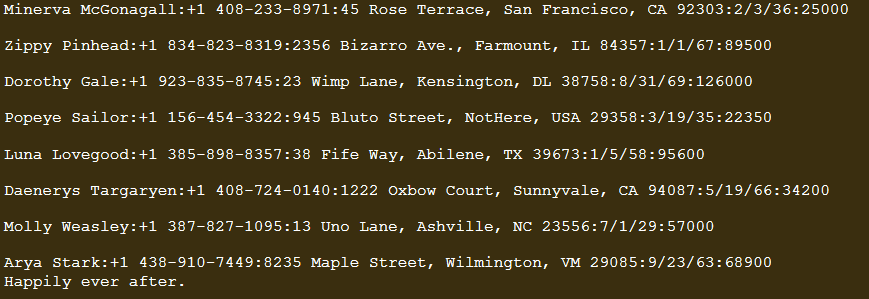 Minerva McGonagall:+1 408-233-8971:45 Rose Terrace, San Francisco, CA 92303:2/3/36:25000
Zippy Pinhead:+1 834-823-8319:2356 Bizarro Ave., Farmount, IL 84357:1/1/67:89500
Dorothy Gale:+1 923-835-8745:23 Wimp Lane, Kensington, DL 38758:8/31/69:126000
Popeye Sailor:+1 156-454-3322:945 Bluto Street, NotHere, USA 29358:3/19/35:22350
Luna Lovegood:+1 385-898-8357:38 Fife Way, Abilene, TX 39673:1/5/58:95600
Daenerys Targaryen:+1 408-724-0140:1222 Oxbow Court, Sunnyvale, CA 94087:5/19/66:34200
Molly Weasley:+1 387-827-1095:13 Uno Lane, Ashville, NC 23556:7/1/29:57000
Arya Stark:+1 438-910-7449:8235 Maple Street, Wilmington, VM 29085:9/23/63:68900
Happily ever after.